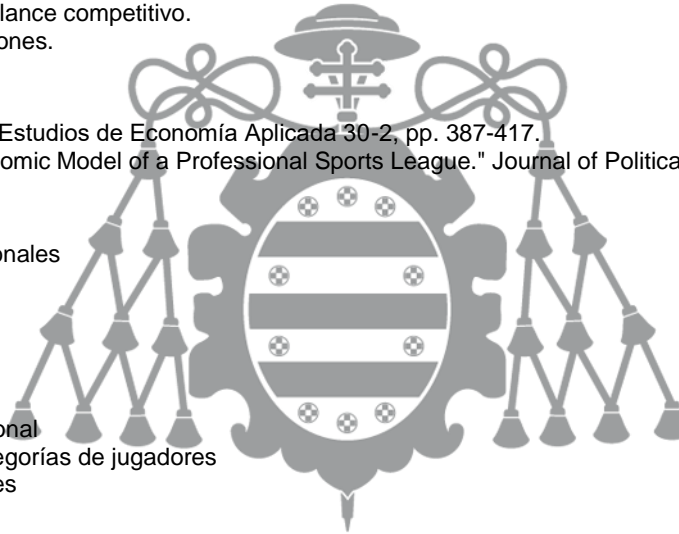 lance competitivo.
ones.
Estudios de Economía Aplicada 30-2, pp. 387-417.
omic Model of a Professional Sports League." Journal of Politica
onales
onal
egorías de jugadores
es